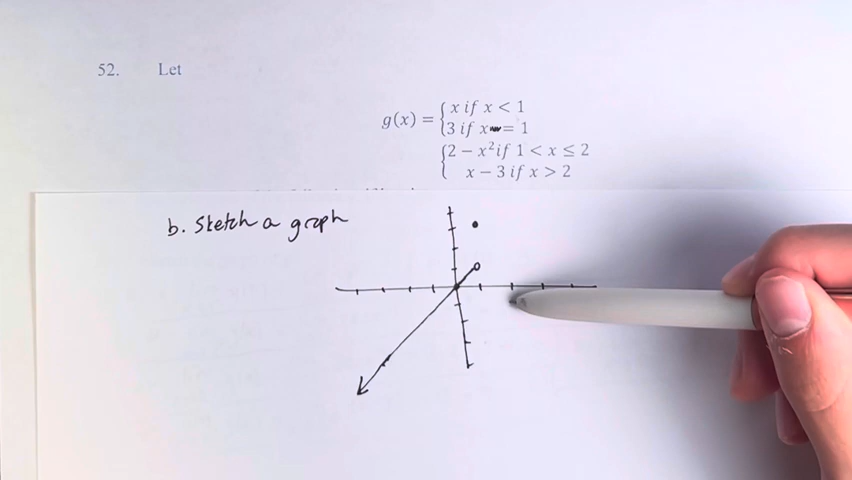 52. Let
g(x) = { x if x < 1
3 if x = 1
2 − x² if 1 < x ≤ 2
x − 3 if x > 2
b. Sketch a graph